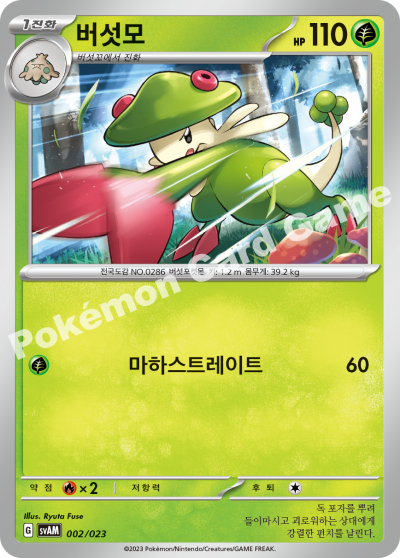 1진화 버섯모 HP 110
버섯꼬에서 진화
전국도감 NO.0286 버섯포켓몬 키: 1.2 m 몸무게: 39.2 kg
마하스트레이트 60
약점 ×2 저항력 후퇴
Illus. Ryuta Fuse
G svAM 002/023
독 포자를 뿌려
들이마시고 괴로워하는 상대에게
강렬한 펀치를 날린다.
©2023 Pokémon/Nintendo/Creatures/GAME FREAK.
Pokémon Card Game